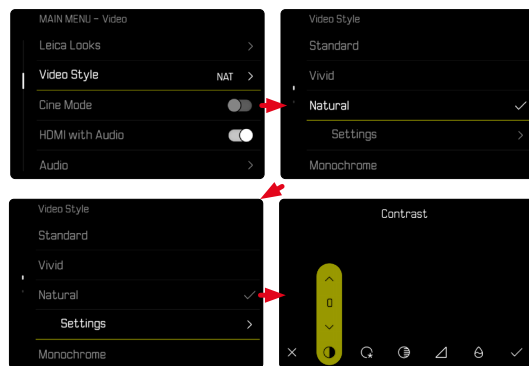 MAIN MENU – Video
Leica Looks
Video Style NAT
Cine Mode
HDMI with Audio
Audio
Video Style
Standard
Vivid
Natural
Settings
Monochrome
Video Style
Standard
Vivid
Natural
Settings
Monochrome
Contrast
0